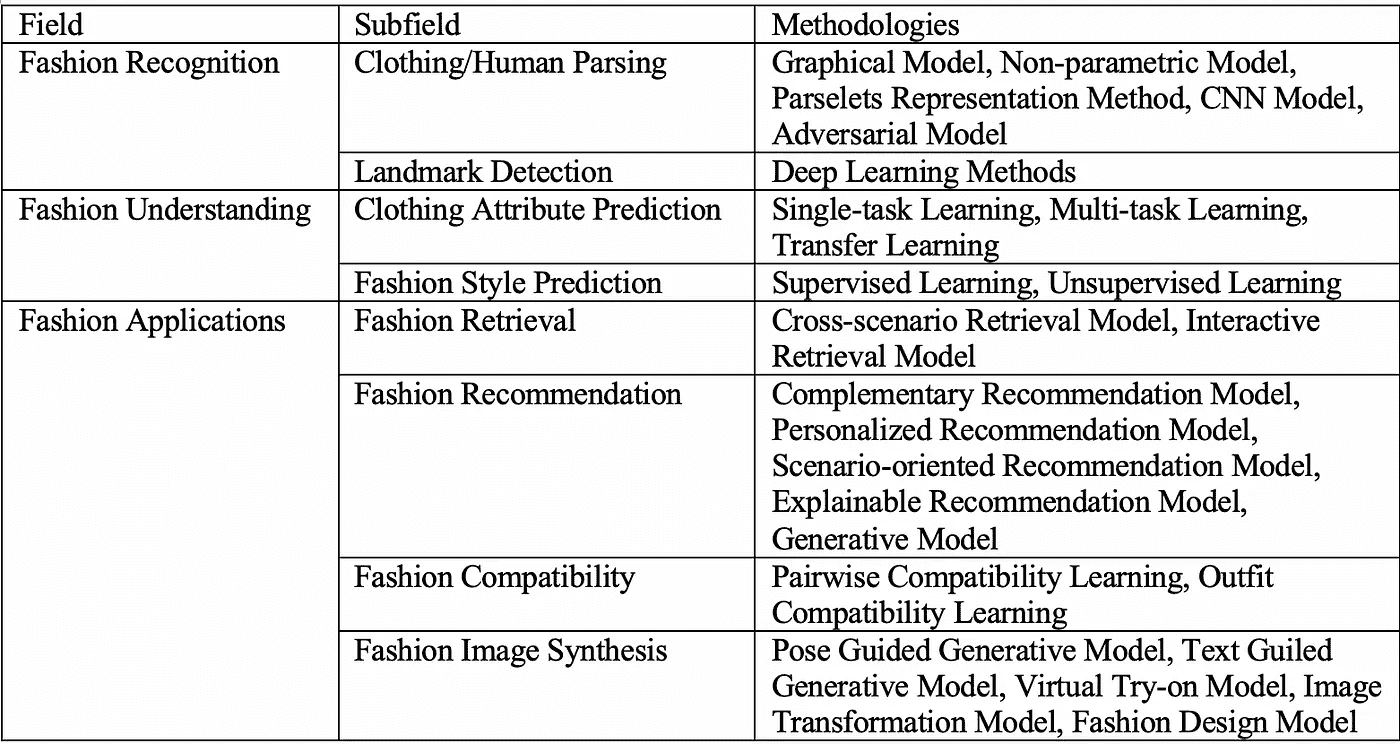 Field Subfield Methodologies
Fashion Recognition Clothing/Human Parsing Graphical Model, Non-parametric Model,
Parselets Representation Method, CNN Model,
Adversarial Model
Landmark Detection Deep Learning Methods
Fashion Understanding Clothing Attribute Prediction Single-task Learning, Multi-task Learning,
Transfer Learning
Fashion Style Prediction Supervised Learning, Unsupervised Learning
Fashion Applications Fashion Retrieval Cross-scenario Retrieval Model, Interactive
Retrieval Model
Fashion Recommendation Complementary Recommendation Model,
Personalized Recommendation Model,
Scenario-oriented Recommendation Model,
Explainable Recommendation Model,
Generative Model
Fashion Compatibility Pairwise Compatibility Learning, Outfit
Compatibility Learning
Fashion Image Synthesis Pose Guided Generative Model, Text Guiled
Generative Model, Virtual Try-on Model, Image
Transformation Model, Fashion Design Model